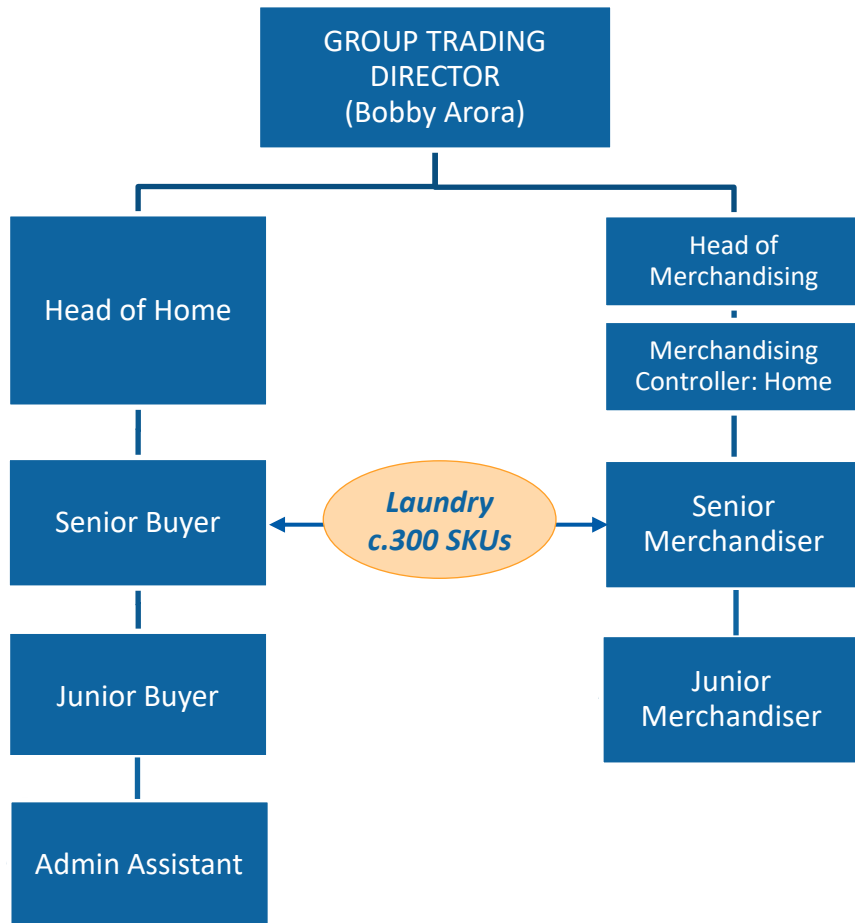 GROUP TRADING
DIRECTOR
(Bobby Arora)
Head of Home
Head of
Merchandising
Merchandising
Controller: Home
Senior Buyer
Laundry
c.300 SKUs
Senior
Merchandiser
Junior Buyer
Junior
Merchandiser
Admin Assistant